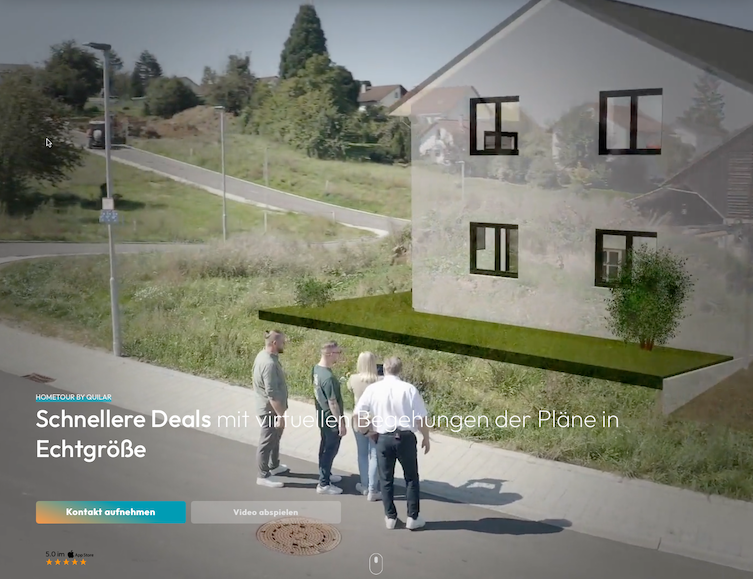 HOMETOUR BY QUILAR
Schnellere Deals mit virtuellen Begehungen der Pläne in
Echtgröße
Kontakt aufnehmen
Video abspielen
5.0 im App Store